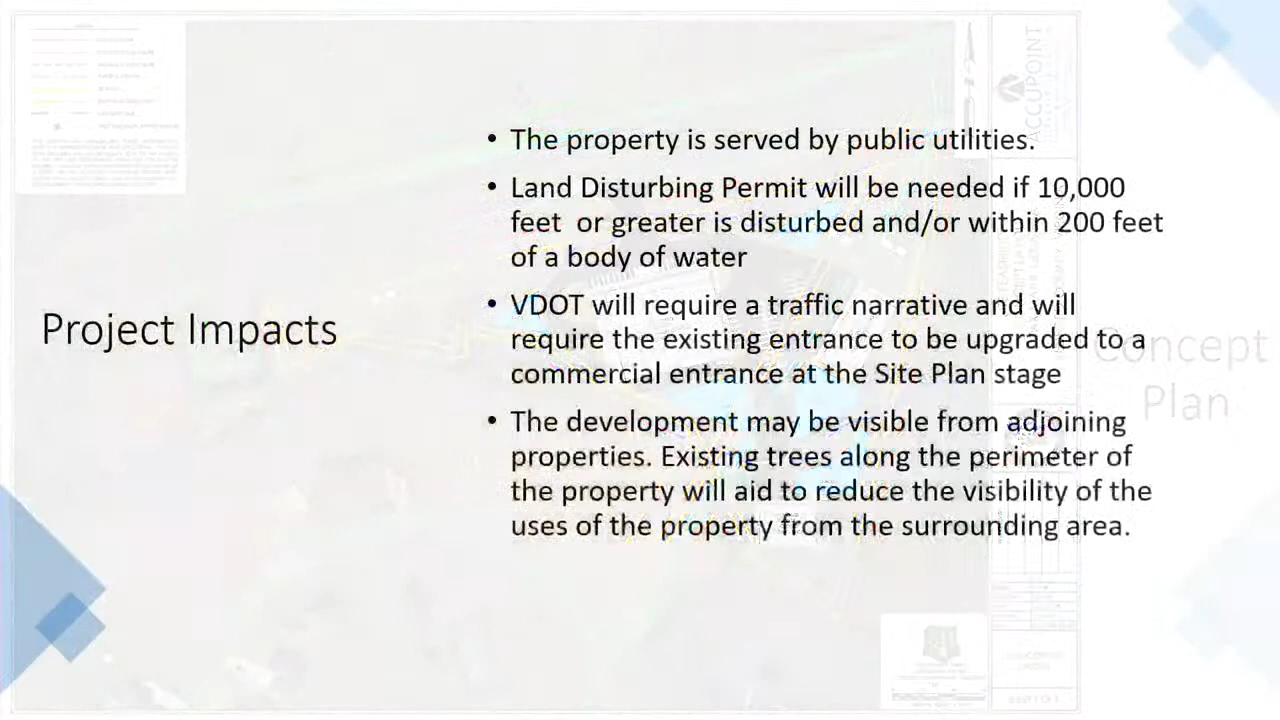 Project Impacts
• The property is served by public utilities.
• Land Disturbing Permit will be needed if 10,000
feet or greater is disturbed and/or within 200 feet
of a body of water
• VDOT will require a traffic narrative and will
require the existing entrance to be upgraded to a
commercial entrance at the Site Plan stage
• The development may be visible from adjoining
properties. Existing trees along the perimeter of
the property will aid to reduce the visibility of the
uses of the property from the surrounding area.
Concept
Plan
ACCUPOINT